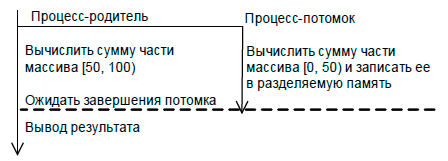 Процесс-родитель
Процесс-потомок
Вычислить сумму части
массива [50, 100)
Вычислить сумму части
массива [0, 50) и записать ее
в разделяемую память
Ожидать завершения потомка
Вывод результата